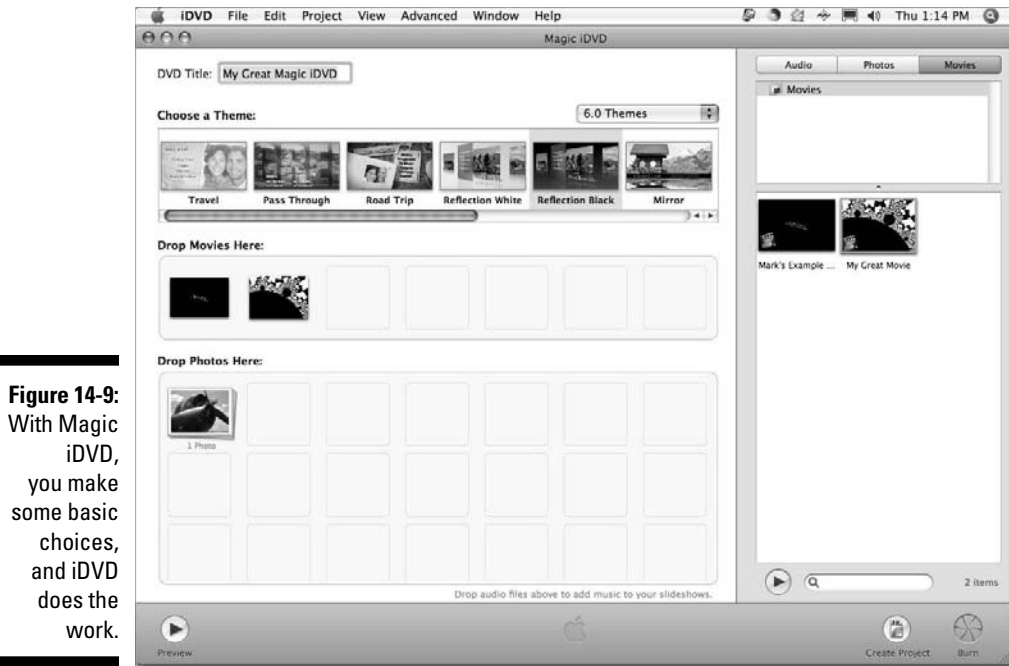 iDVD File Edit Project View Advanced Window Help Thu 1:14 PM
Magic iDVD
DVD Title: My Great Magic iDVD
Audio Photos Movies
Movies
Choose a Theme: 6.0 Themes
Travel Pass Through Road Trip Reflection White Reflection Black Mirror
Drop Movies Here:
Mark's Example ... My Great Movie
Drop Photos Here:
1 Photo
Drop audio files above to add music to your slideshows.
2 items
Preview Create Project Burn
Figure 14-9:
With Magic
iDVD,
you make
some basic
choices,
and iDVD
does the
work.